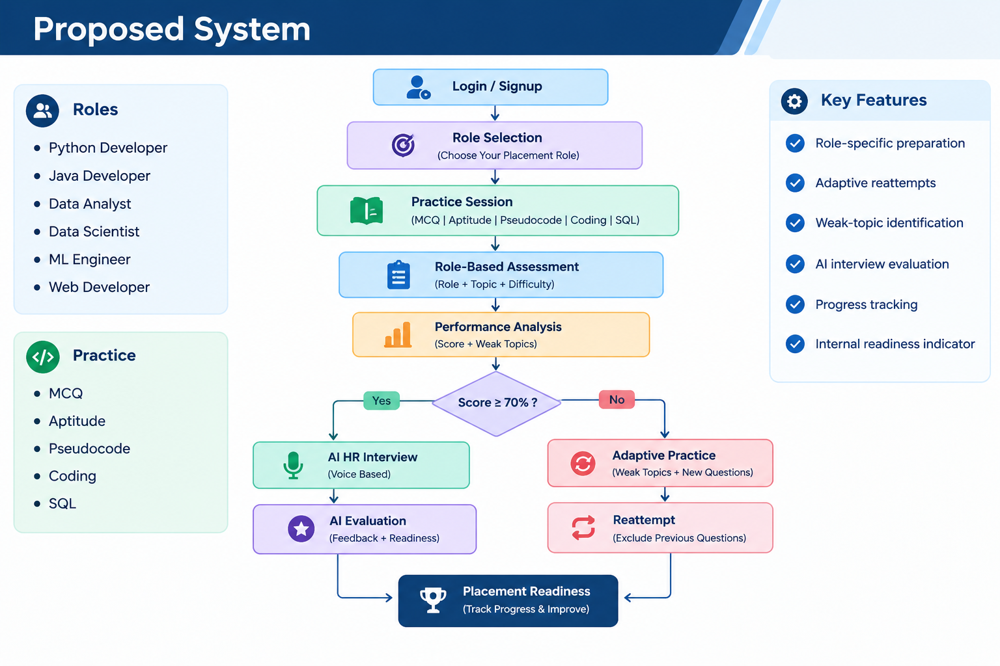 Proposed System
Roles
Python Developer
Java Developer
Data Analyst
Data Scientist
ML Engineer
Web Developer
Practice
MCQ
Aptitude
Pseudocode
Coding
SQL
Login / Signup
Role Selection
(Choose Your Placement Role)
Practice Session
(MCQ | Aptitude | Pseudocode | Coding | SQL)
Role-Based Assessment
(Role + Topic + Difficulty)
Performance Analysis
(Score + Weak Topics)
Score ≥ 70% ?
Yes
No
AI HR Interview
(Voice Based)
AI Evaluation
(Feedback + Readiness)
Adaptive Practice
(Weak Topics + New Questions)
Reattempt
(Exclude Previous Questions)
Placement Readiness
(Track Progress & Improve)
Key Features
Role-specific preparation
Adaptive reattempts
Weak-topic identification
AI interview evaluation
Progress tracking
Internal readiness indicator